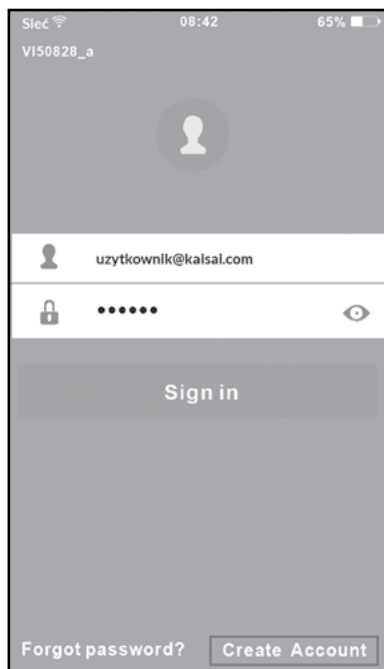 Sieć 08:42 65%
VI50828_a
uzytkownik@kaisai.com
••••••
Sign in
Forgot password? Create Account